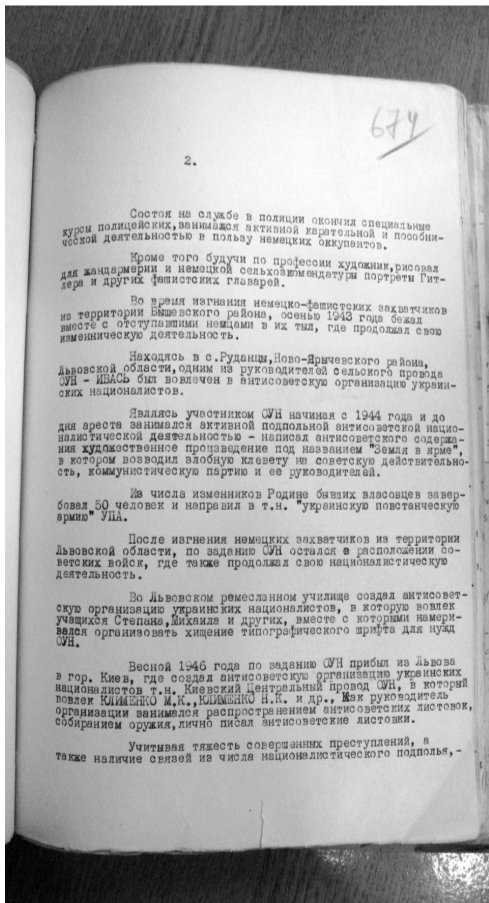 674
2.
Состоя на службе в полиции окончил специальные
курсы полицейских,занимался активной карательной и пособни-
ческой деятельностью в пользу немецких оккупантов.
Кроме того будучи по профессии художник,рисовал
для жандармерии и немецкой сельхозкомендатуры портреты Гит-
лера и других фашистских главарей.
Во время изгнания немецко-фашистских захватчиков
из территории Бышевского района, осенью 1943 года бежал
вместе с отступавшими немцами в их тыл, где продолжал свою
изменническую деятельность.
Находясь в с.Руданцы,Ново-Ярычевского района,
Львовской области,одним из руководителей сельского провода
ОУН - ИВАСЬ был вовлечен в антисоветскую организацию украин-
ских националистов.
Являясь участником ОУН начиная с 1944 года и до
дня ареста занимался активной подпольной антисоветской нацио-
налистической деятельностью - написал антисоветского содержа-
ния художественное произведение под названием "Земля в ярме",
в котором возводил злобную клевету на советскую действительно-
сть, коммунистическую партию и ее руководителей.
Из числа изменников Родине бывших власовцев завер-
бовал 50 человек и направил в т.н. "украинскую повстанческую
армию" УПА.
После изгнения немецких захватчиков из территории
Львовской области, по заданию ОУН остался в расположении со-
ветских войск, где также продолжал свою националистическую
деятельность.
Во Львовском ремесланном училище создал антисовет-
скую организацию украинских националистов, в которую вовлек
учащихся Степана,Михаила и других, вместе с которыми намери-
вался организовать хищение типографического шрифта для нужд
ОУН.
Весной 1946 года по заданию ОУН прибыл из Львова
в гор. Киев, где создал антисоветскую организацию украинских
националистов т.н. Киевский Центральный провод ОУН, в который
вовлек КЛИМЕНКО М.К.,КЛИМЕНКО Н.К. и др., Как руководитель
организации занимался распространением антисоветских листовок,
собиранием оружия,лично писал антисоветские листовки.
Учитывая тяжесть совершенных преступлений, а
также наличие связей из числа националистического подполья,-